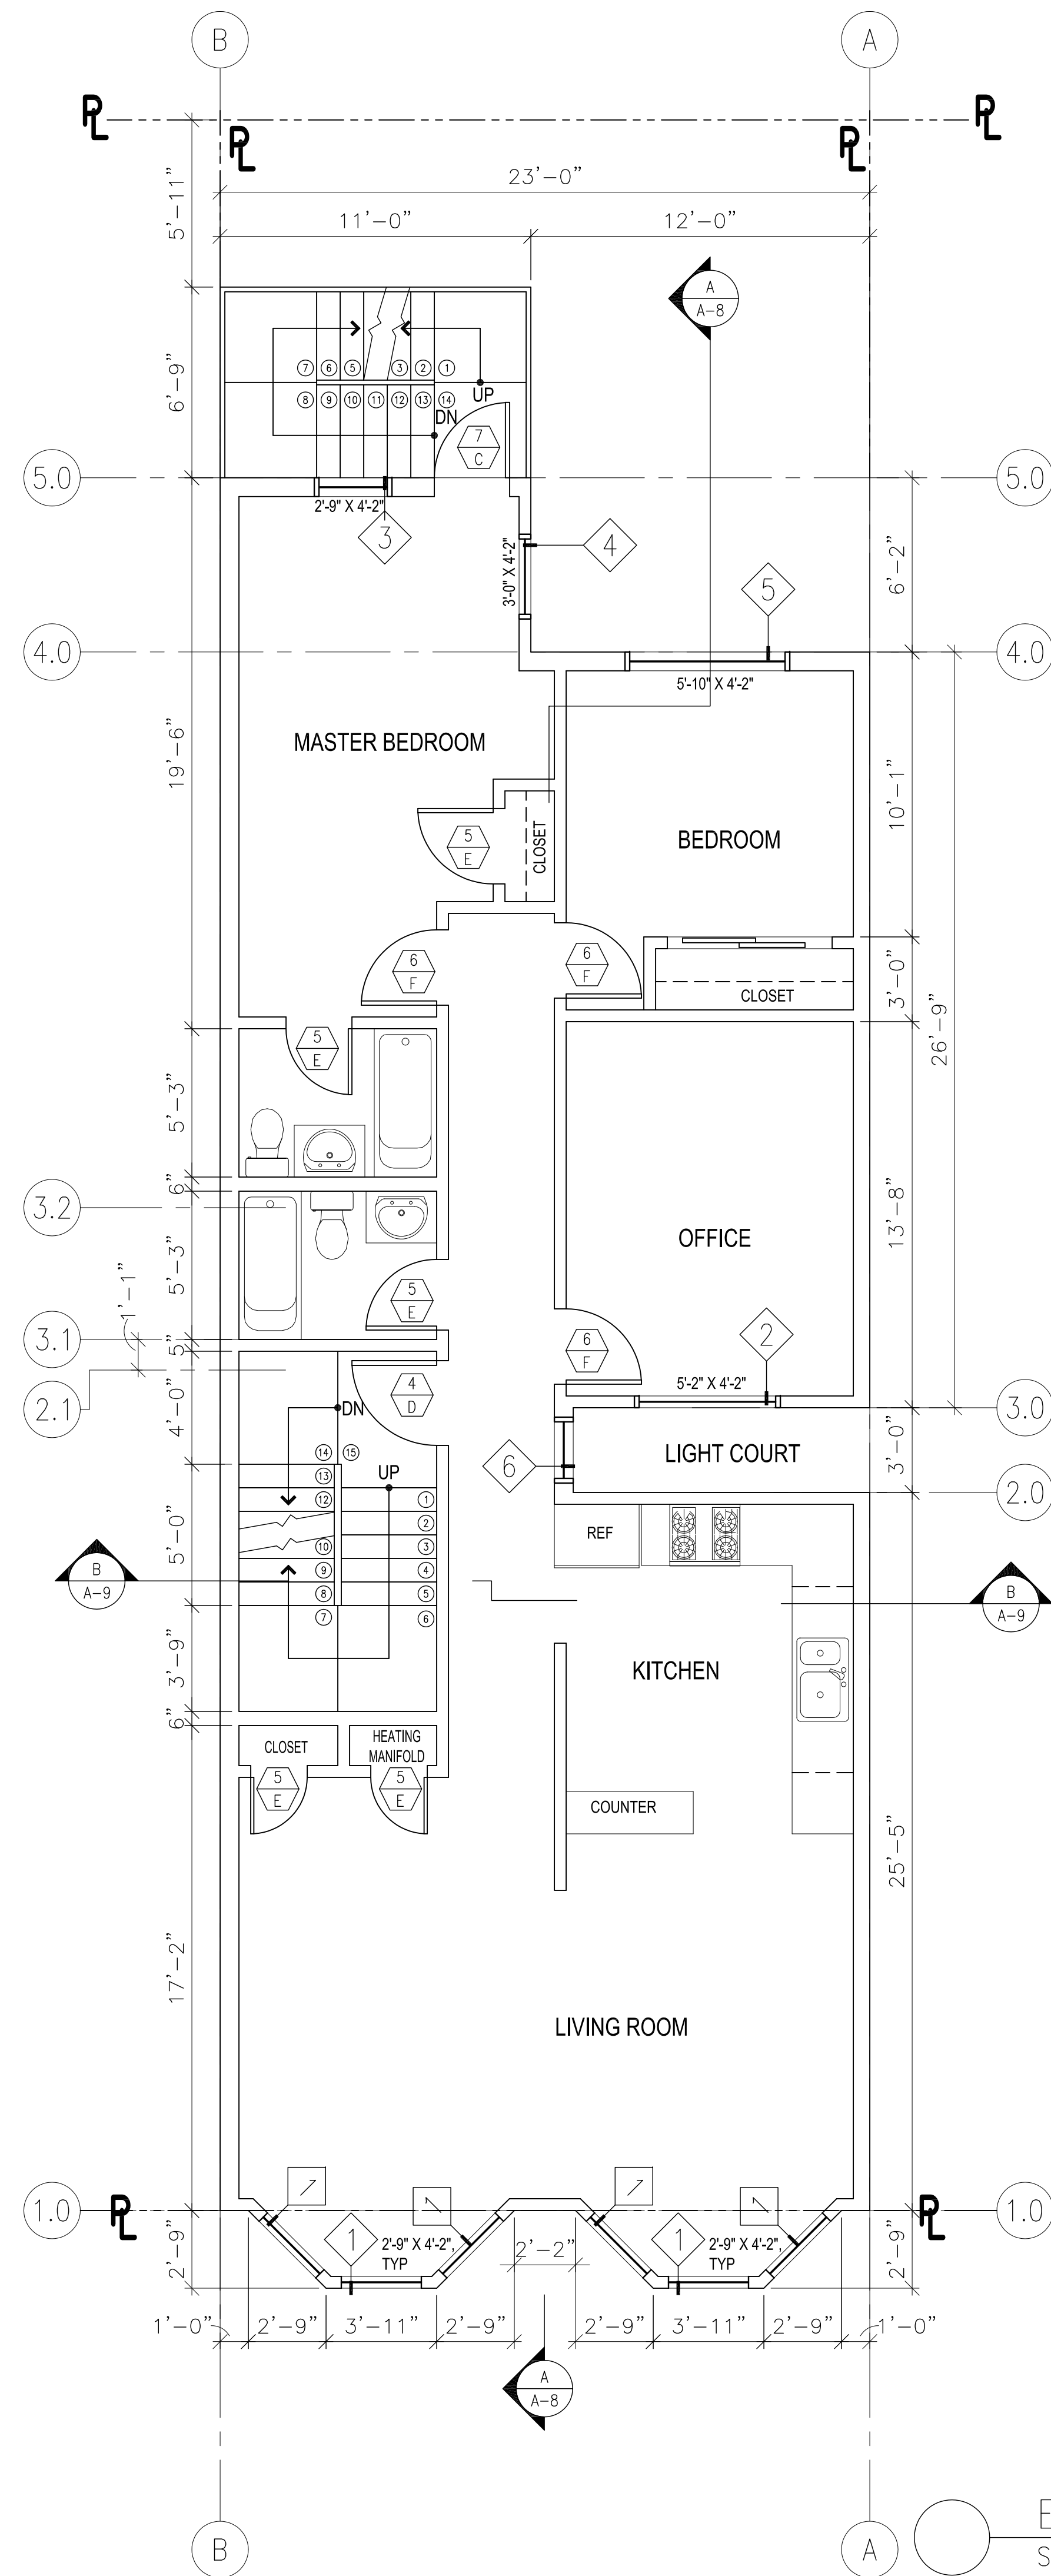 B
A
PL
PL
PL
PL
23'-0"
11'-0"
12'-0"
5'-11"
A
A-8
6'-9"
7
6
5
3
2
1
8
9
10
11
12
13
14
UP
DN
7
C
5.0
5.0
2'-9" X 4'-2"
3
3'-0" X 4'-2"
4
6'-2"
5
4.0
4.0
5'-10" X 4'-2"
19'-6"
MASTER BEDROOM
10'-1"
BEDROOM
5
E
CLOSET
6
F
6
F
CLOSET
3'-0"
26'-9"
5
E
5'-3"
6"
3.2
5'-3"
OFFICE
13'-8"
1'-1"
5
E
3.1
5"
2
6
F
2.1
4
D
5'-2" X 4'-2"
4'-0"
DN
3.0
14
15
LIGHT COURT
3'-0"
6
13
UP
12
1
2.0
2
REF
10
3
5'-0"
9
4
8
5
7
6
B
A-9
B
A-9
KITCHEN
3'-9"
6"
CLOSET
HEATING
MANIFOLD
5
E
5
E
COUNTER
25'-5"
17'-2"
LIVING ROOM
1
1
1
1
1.0
PL
PL
1.0
2'-9"
1
2'-9" X 4'-2",
TYP
2'-2"
1
2'-9" X 4'-2",
TYP
2'-9"
1'-0"
2'-9"
3'-11"
2'-9"
2'-9"
3'-11"
2'-9"
1'-0"
A
A-8
B
A